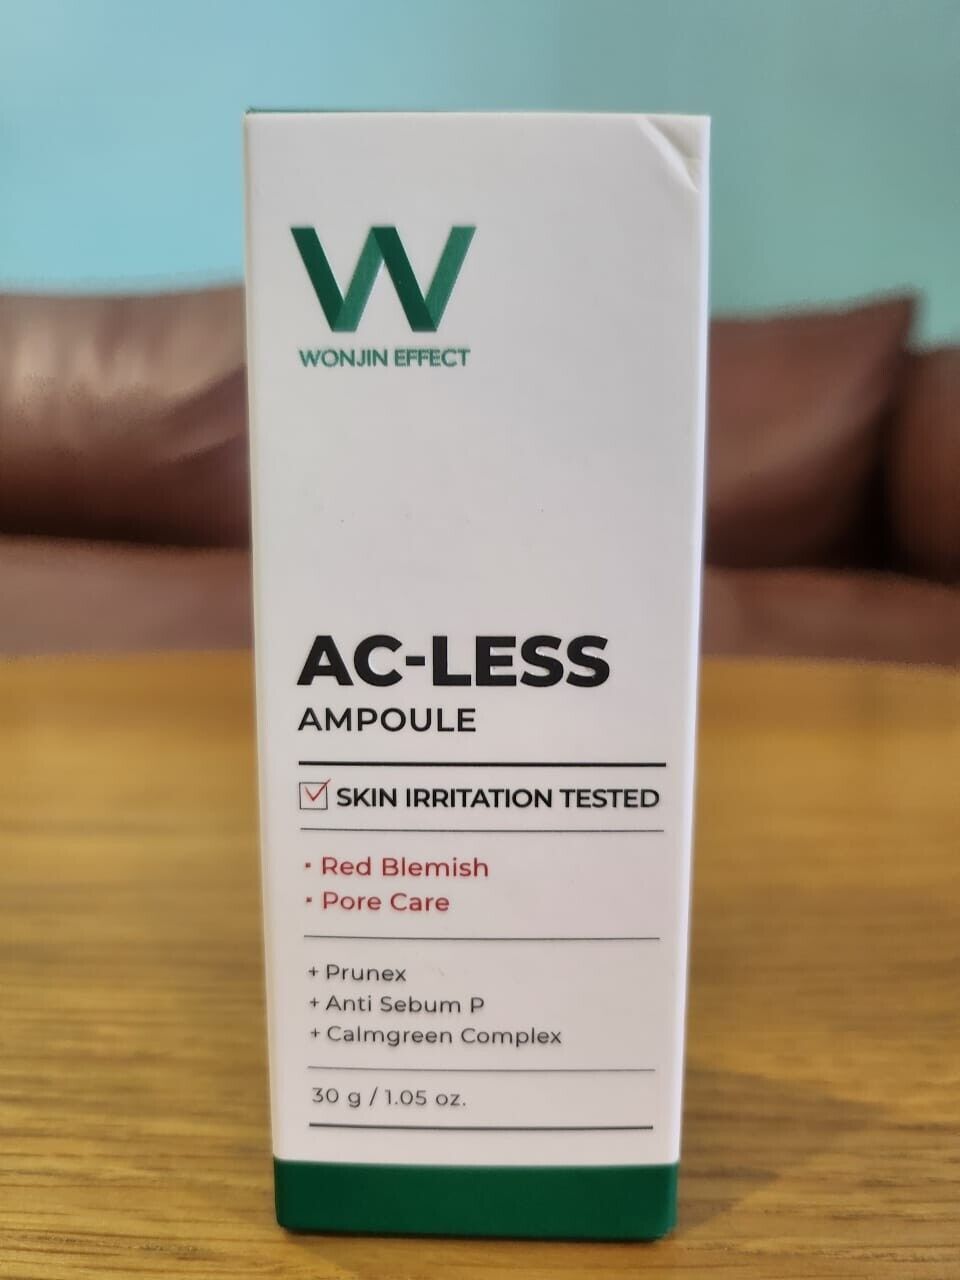 W
WONJIN EFFECT
AC-LESS
AMPOULE
SKIN IRRITATION TESTED
· Red Blemish
· Pore Care
+ Prunex
+ Anti Sebum P
+ Calmgreen Complex
30 g / 1.05 oz.